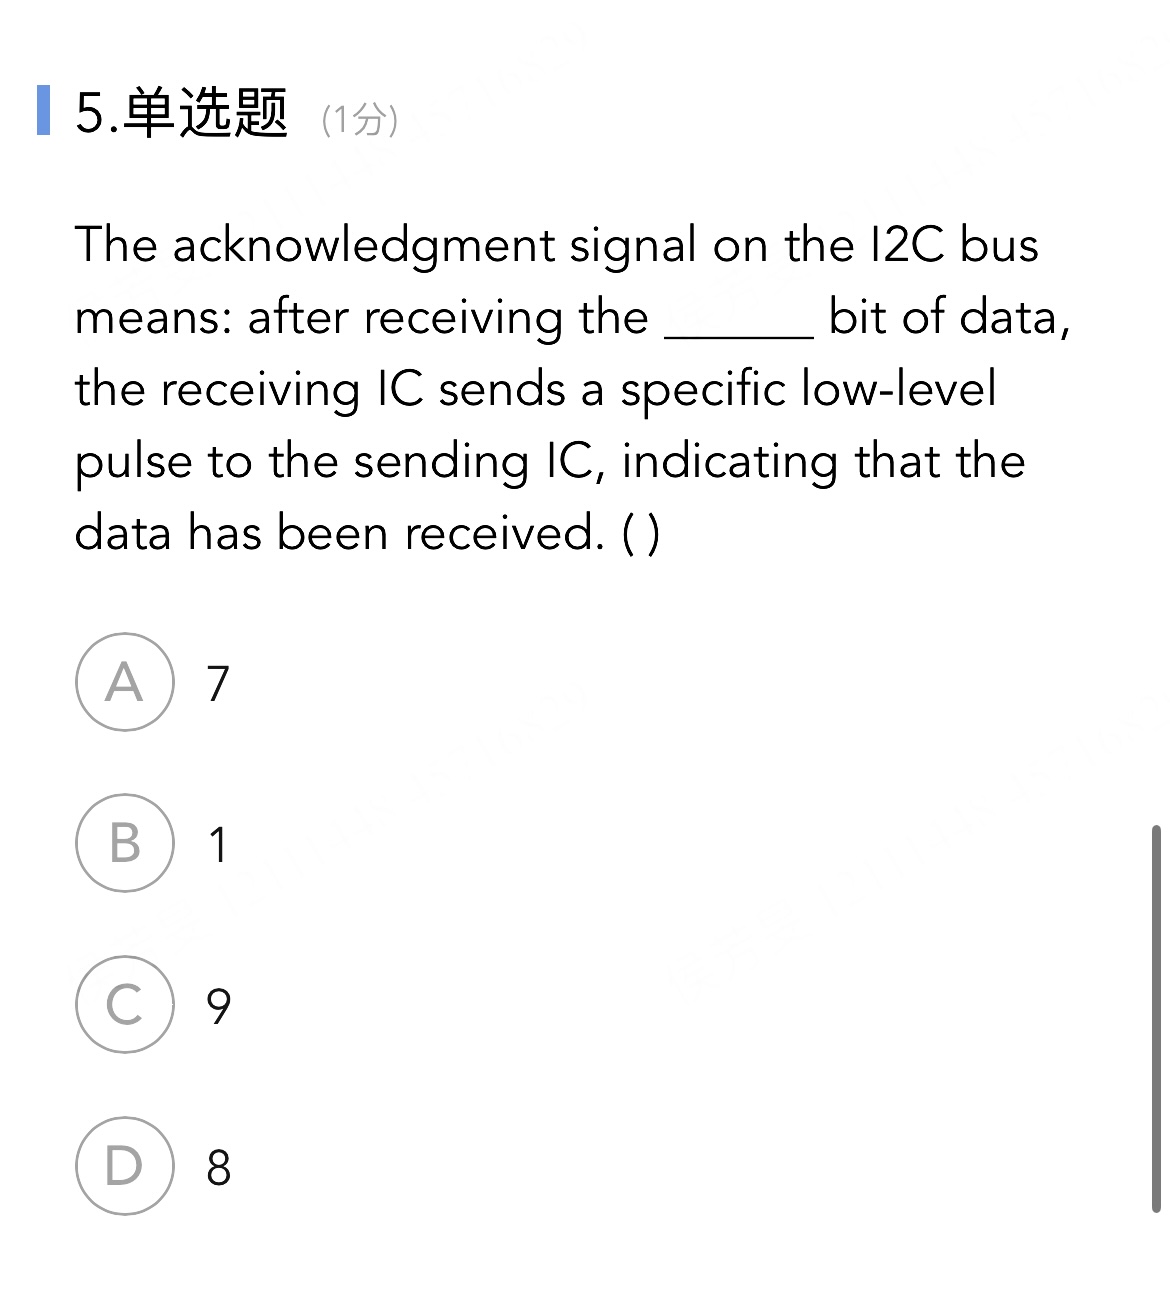 5.单选题 (1分)
The acknowledgment signal on the I2C bus
means: after receiving the ______ bit of data,
the receiving IC sends a specific low-level
pulse to the sending IC, indicating that the
data has been received. ( )
A 7
B 1
C 9
D 8